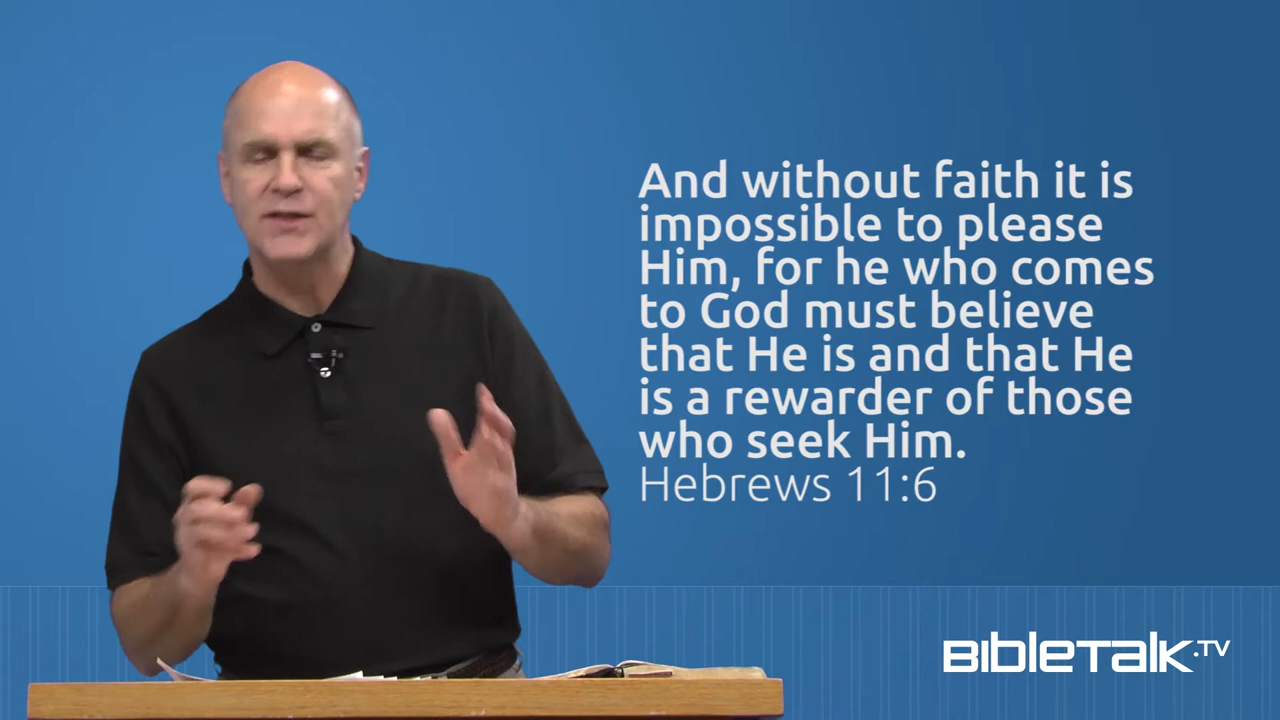 And without faith it is
impossible to please
Him, for he who comes
to God must believe
that He is and that He
is a rewarder of those
who seek Him.
Hebrews 11:6
BIBLETALK.TV